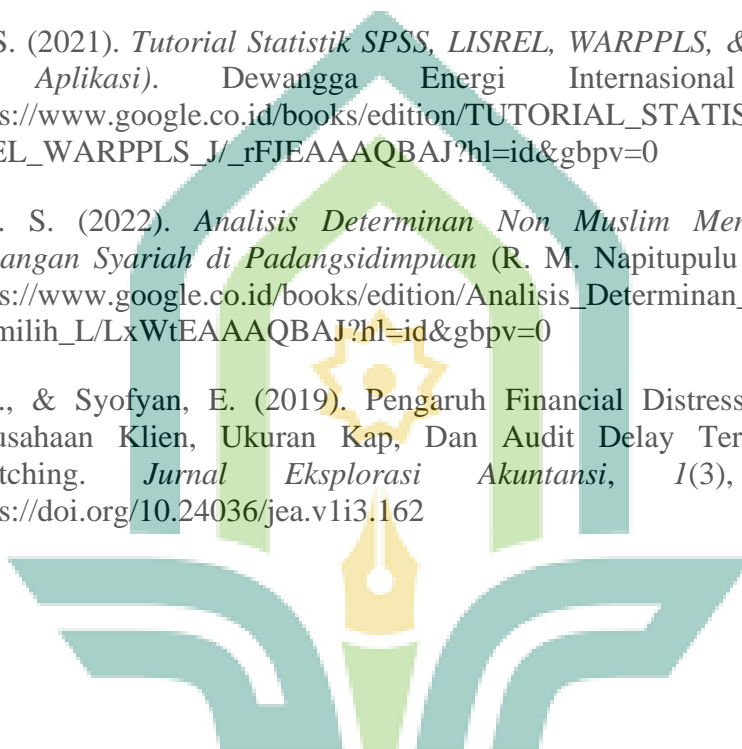 S. (2021). Tutorial Statistik SPSS, LISREL, WARPPLS, &
Aplikasi). Dewangga Energi Internasional
s://www.google.co.id/books/edition/TUTORIAL_STATIS
EL_WARPPLS_J/_rFJEAAAQBAJ?hl=id&gbpv=0
. S. (2022). Analisis Determinan Non Muslim Mem
angan Syariah di Padangsidimpuan (R. M. Napitupulu
s://www.google.co.id/books/edition/Analisis_Determinan_
milih_L/LxWtEAAAQBAJ?hl=id&gbpv=0
., & Syofyan, E. (2019). Pengaruh Financial Distress
usahaan Klien, Ukuran Kap, Dan Audit Delay Ter
tching. Jurnal Eksplorasi Akuntansi, 1(3),
s://doi.org/10.24036/jea.v1i3.162